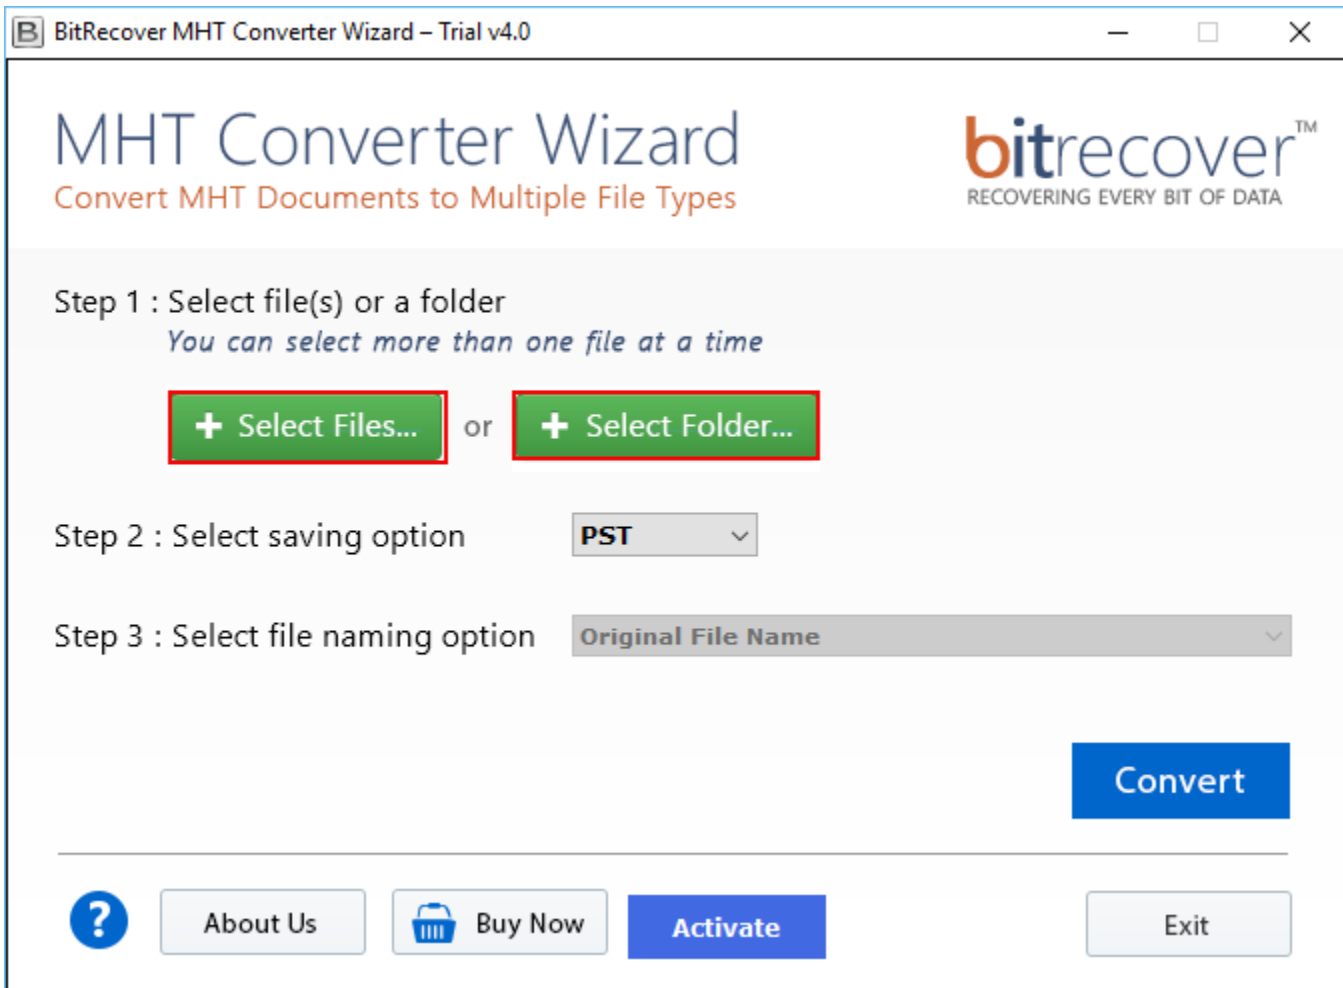 B BitRecover MHT Converter Wizard – Trial v4.0
MHT Converter Wizard
Convert MHT Documents to Multiple File Types
bitrecover™
RECOVERING EVERY BIT OF DATA
Step 1 : Select file(s) or a folder
You can select more than one file at a time
+ Select Files... or + Select Folder...
Step 2 : Select saving option PST
Step 3 : Select file naming option Original File Name
Convert
? About Us Buy Now Activate Exit